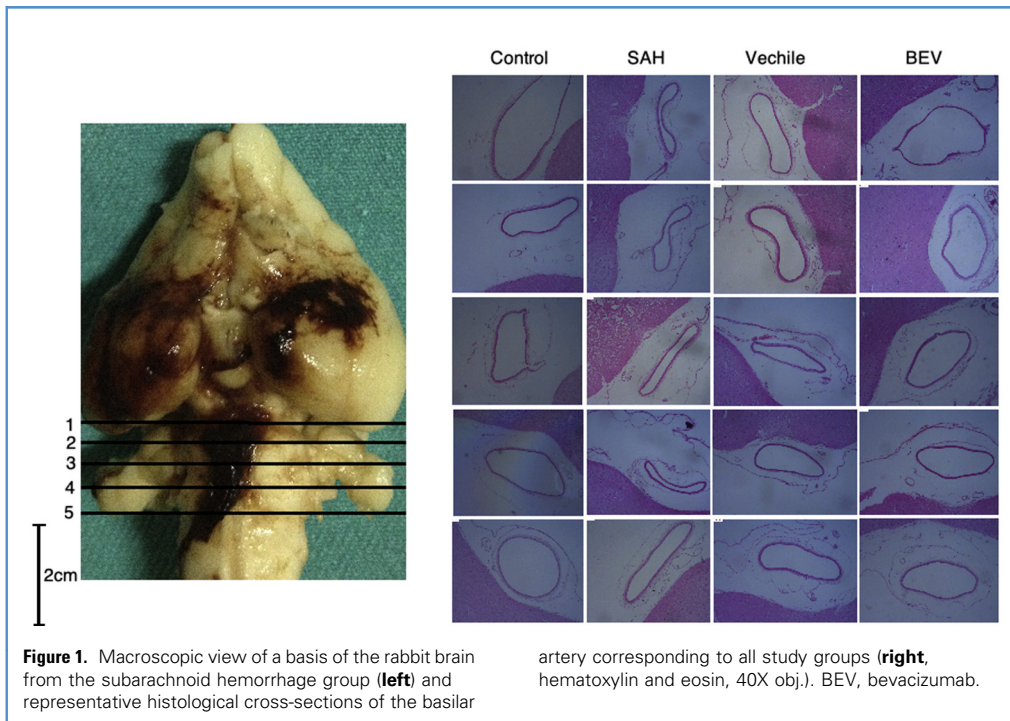 Control SAH Vechile BEV
1
2
3
4
5
2cm
Figure 1. Macroscopic view of a basis of the rabbit brain
from the subarachnoid hemorrhage group (left) and
representative histological cross-sections of the basilar
artery corresponding to all study groups (right,
hematoxylin and eosin, 40X obj.). BEV, bevacizumab.